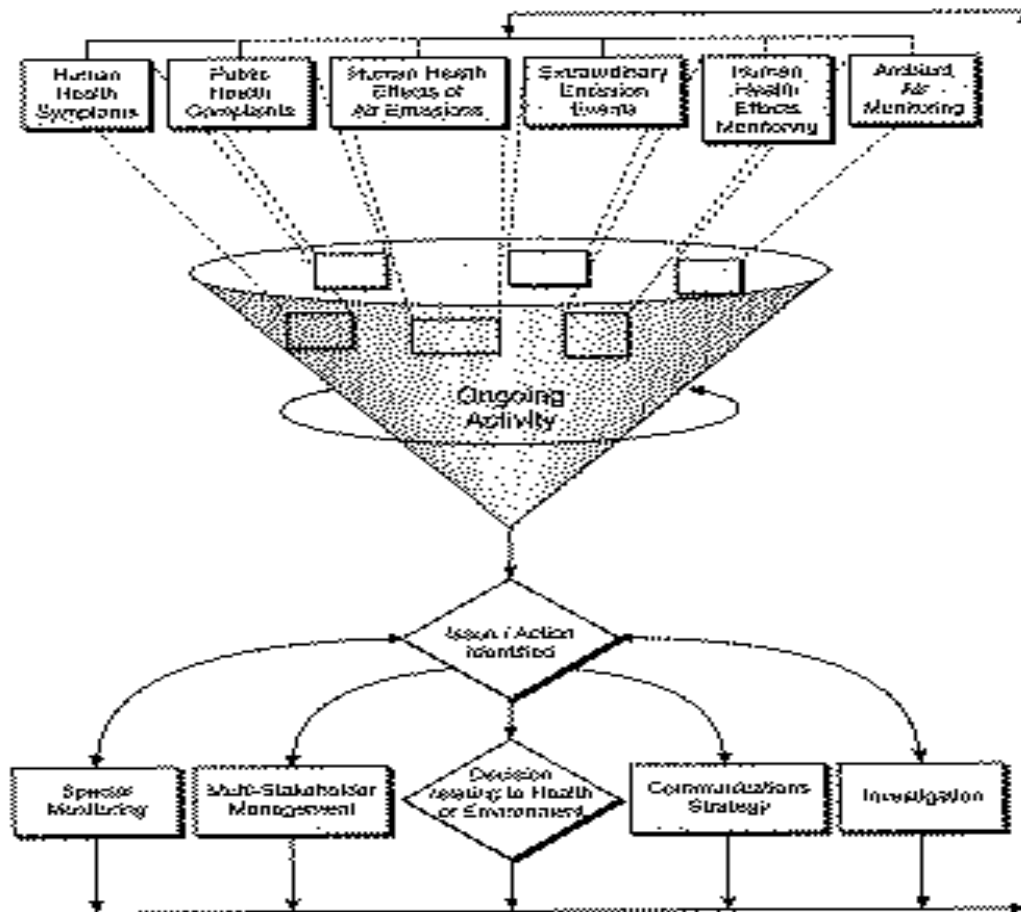 Human
Health
Symptoms
Public
Health
Complaints
Human Health
Effects of
Air Emissions
Extraordinary
Emission
Events
Human
Health
Effects
Monitoring
Ambient
Air
Monitoring
Ongoing
Activity
Issue / Action
Identified
Special
Monitoring
Multi-Stakeholder
Management
Decision
relating to Health
or Environment
Communications
Strategy
Investigation